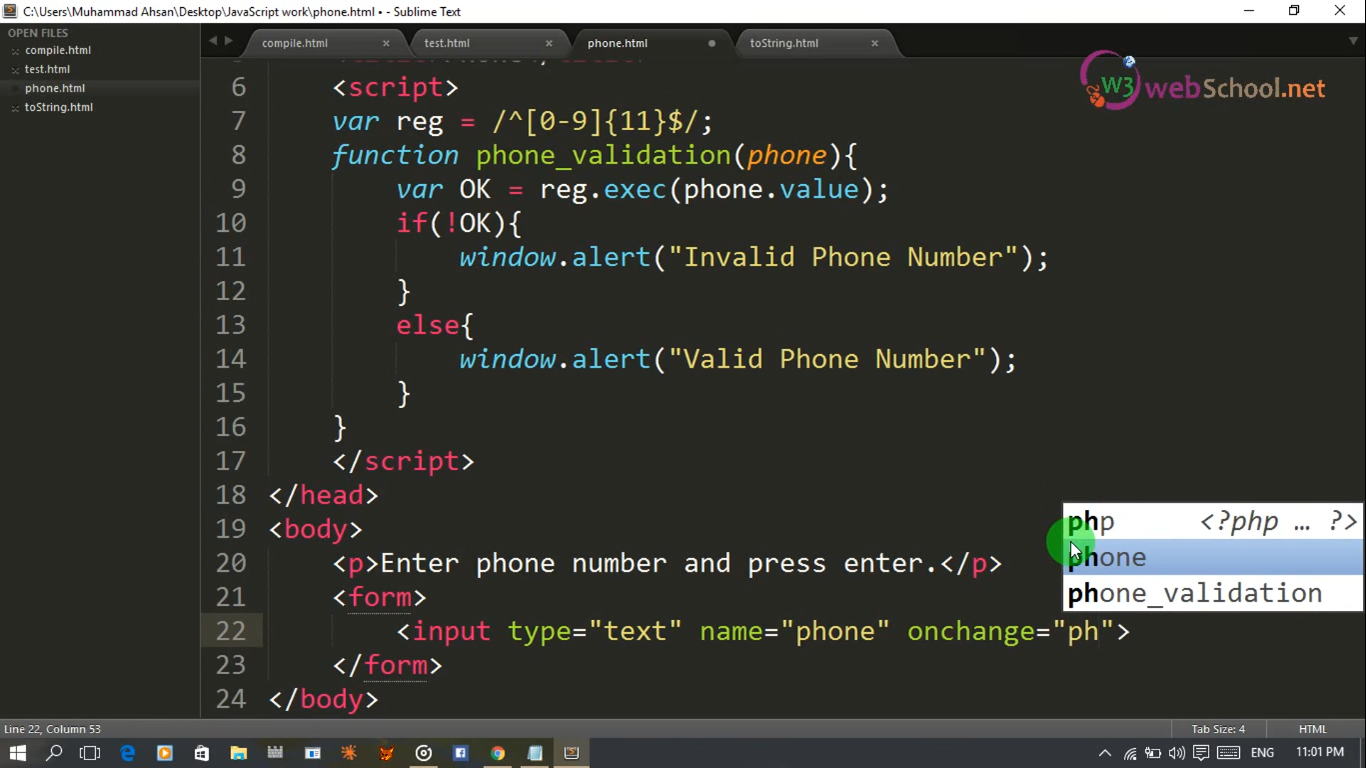 C:\Users\Muhammad Ahsan\Desktop\JavaScript work\phone.html • - Sublime Text
OPEN FILES
compile.html
test.html
phone.html
toString.html
compile.html test.html phone.html toString.html
W3 webSchool.net
6 <script>
7 var reg = /^[0-9]{11}$/;
8 function phone_validation(phone){
9 var OK = reg.exec(phone.value);
10 if(!OK){
11 window.alert("Invalid Phone Number");
12 }
13 else{
14 window.alert("Valid Phone Number");
15 }
16 }
17 </script>
18 </head>
19 <body>
20 <p>Enter phone number and press enter.</p>
21 <form>
22 <input type="text" name="phone" onchange="ph">
23 </form>
24 </body>
php <?php … ?>
phone
phone_validation
Line 22, Column 53 Tab Size: 4 HTML
ENG 11:01 PM